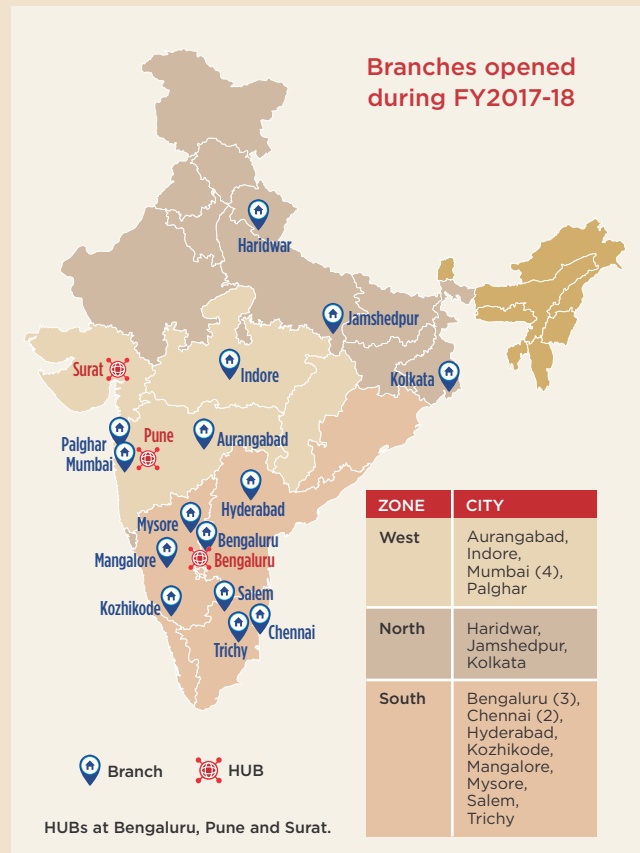 Branches opened
during FY2017-18
Haridwar
Jamshedpur
Surat
Indore
Kolkata
Palghar
Pune
Aurangabad
Mumbai
Hyderabad
Mysore
Bengaluru
Mangalore
Bengaluru
Salem
Kozhikode
Chennai
Trichy
ZONE CITY
West Aurangabad,
Indore,
Mumbai (4),
Palghar
North Haridwar,
Jamshedpur,
Kolkata
South Bengaluru (3),
Chennai (2),
Hyderabad,
Kozhikode,
Mangalore,
Mysore,
Salem,
Trichy
Branch HUB
HUBs at Bengaluru, Pune and Surat.